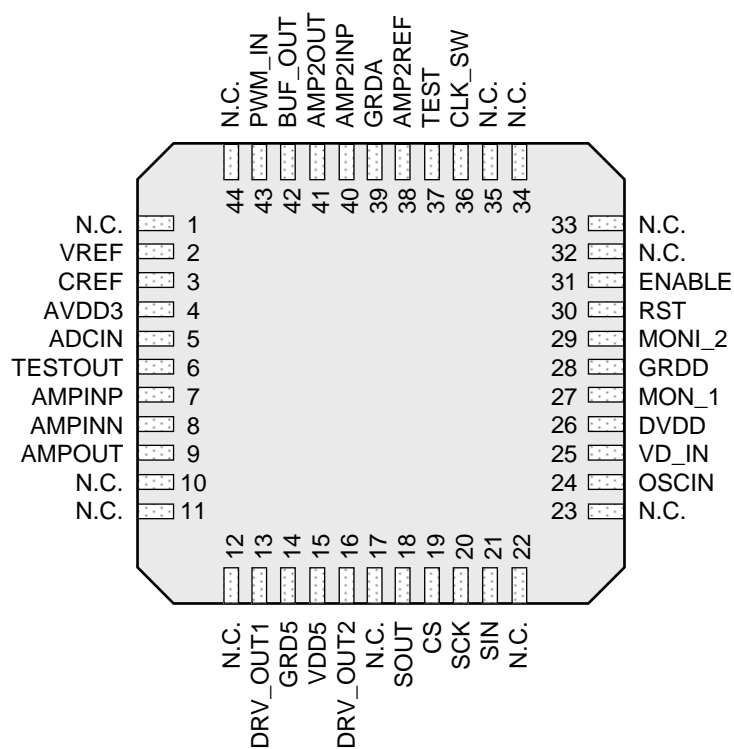 N.C.
PWM_IN
BUF_OUT
AMP2OUT
AMP2INP
GRDA
AMP2REF
TEST
CLK_SW
N.C.
N.C.
44
43
42
41
40
39
38
37
36
35
34
N.C. 1
VREF 2
CREF 3
AVDD3 4
ADCIN 5
TESTOUT 6
AMPINP 7
AMPINN 8
AMPOUT 9
N.C. 10
N.C. 11
33 N.C.
32 N.C.
31 ENABLE
30 RST
29 MONI_2
28 GRDD
27 MON_1
26 DVDD
25 VD_IN
24 OSCIN
23 N.C.
12
13
14
15
16
17
18
19
20
21
22
N.C.
DRV_OUT1
GRD5
VDD5
DRV_OUT2
N.C.
SOUT
CS
SCK
SIN
N.C.